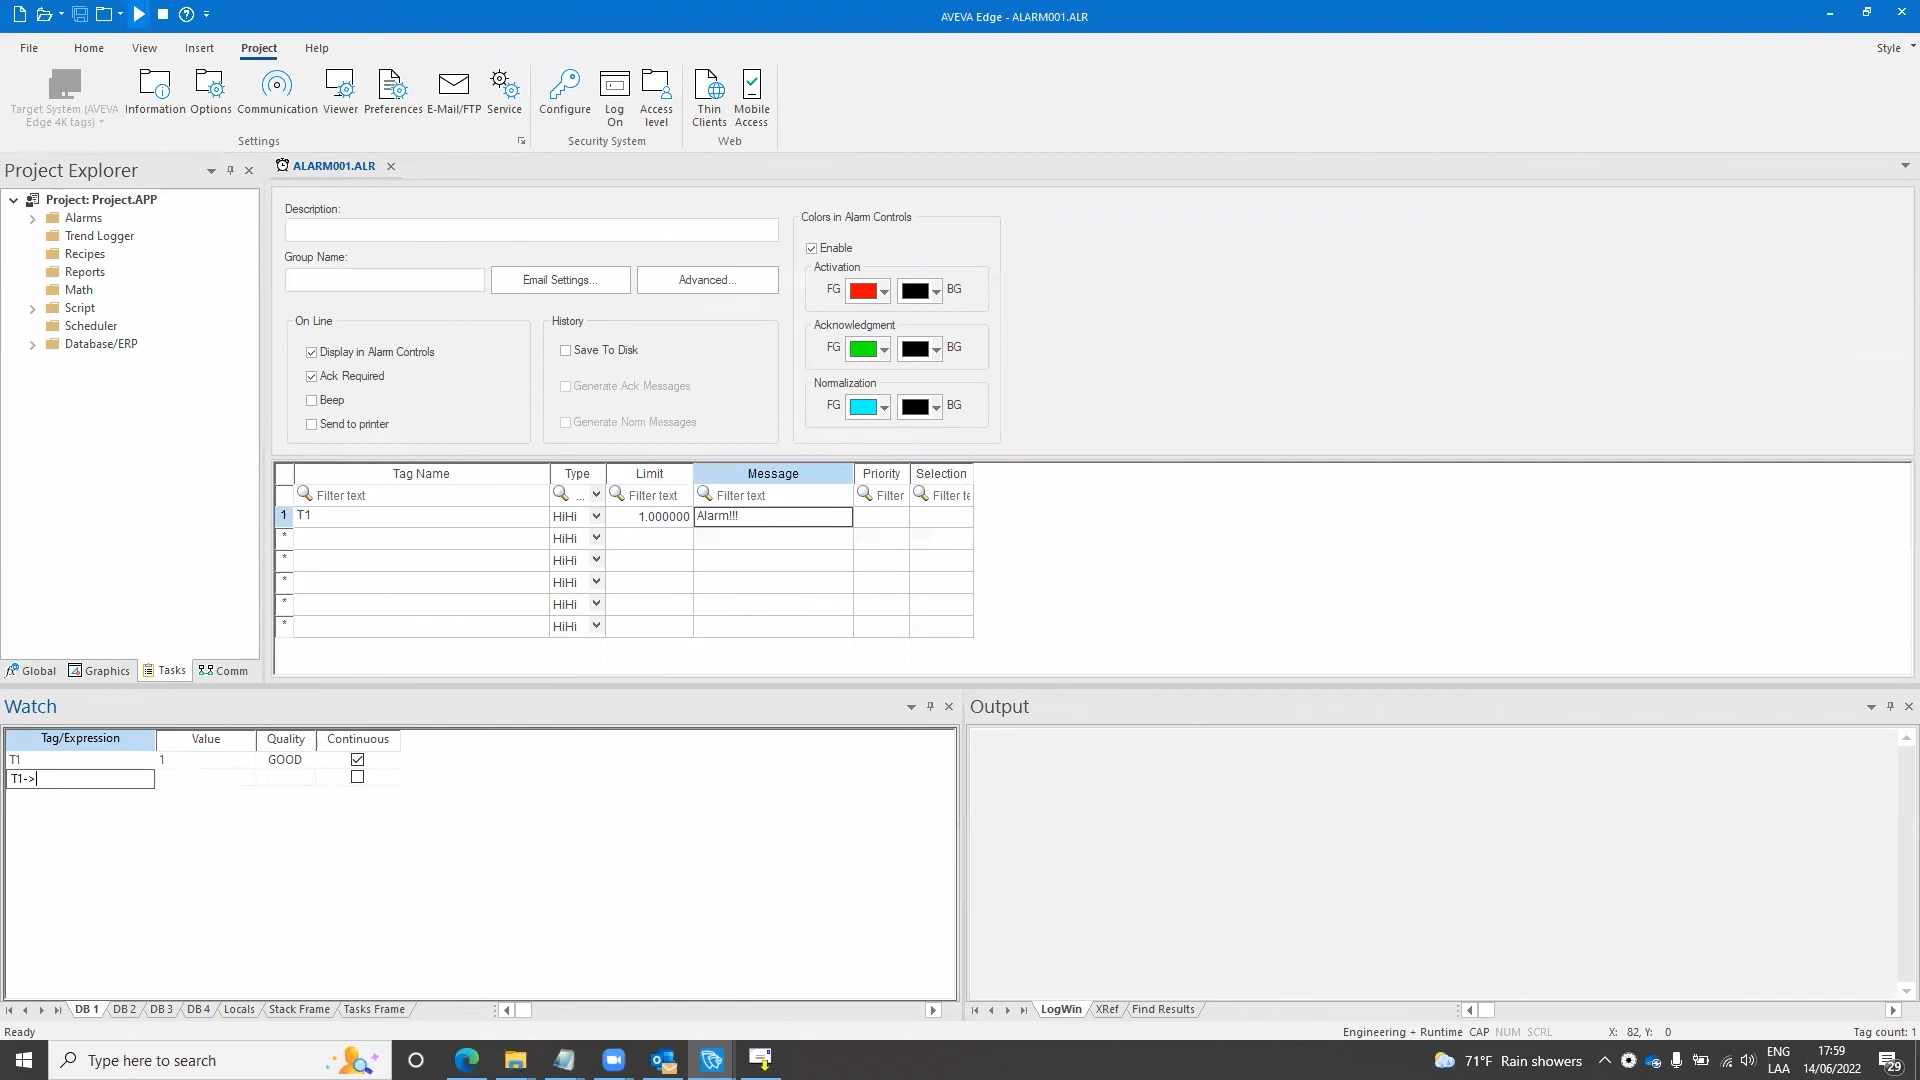 AVEVA Edge - ALARM001.ALR
File Home View Insert Project Help
Style
Target System (AVEVA Edge 4K tags)
Information
Options
Communication
Viewer
Preferences
E-Mail/FTP
Service
Configure
Log On
Access level
Thin Clients
Mobile Access
Settings
Security System
Web
Project Explorer
Project: Project.APP
Alarms
Trend Logger
Recipes
Reports
Math
Script
Scheduler
Database/ERP
Global Graphics Tasks Comm
ALARM001.ALR
Description:
Group Name:
Email Settings...
Advanced...
On Line
Display in Alarm Controls
Ack Required
Beep
Send to printer
History
Save To Disk
Generate Ack Messages
Generate Norm Messages
Colors in Alarm Controls
Enable
Activation
FG BG
Acknowledgment
FG BG
Normalization
FG BG
Tag Name Type Limit Message Priority Selection
Filter text ... Filter text Filter text Filter Filter te
1 T1 HiHi 1.000000 Alarm!!!
* HiHi
* HiHi
* HiHi
* HiHi
* HiHi
Watch
Tag/Expression Value Quality Continuous
T1 1 GOOD
T1->
DB 1 DB 2 DB 3 DB 4 Locals Stack Frame Tasks Frame
Output
LogWin XRef Find Results
Ready
Engineering + Runtime CAP NUM SCRL
X: 82, Y: 0
Tag count: 1
Type here to search
71°F Rain showers
ENG
LAA
17:59
14/06/2022
29